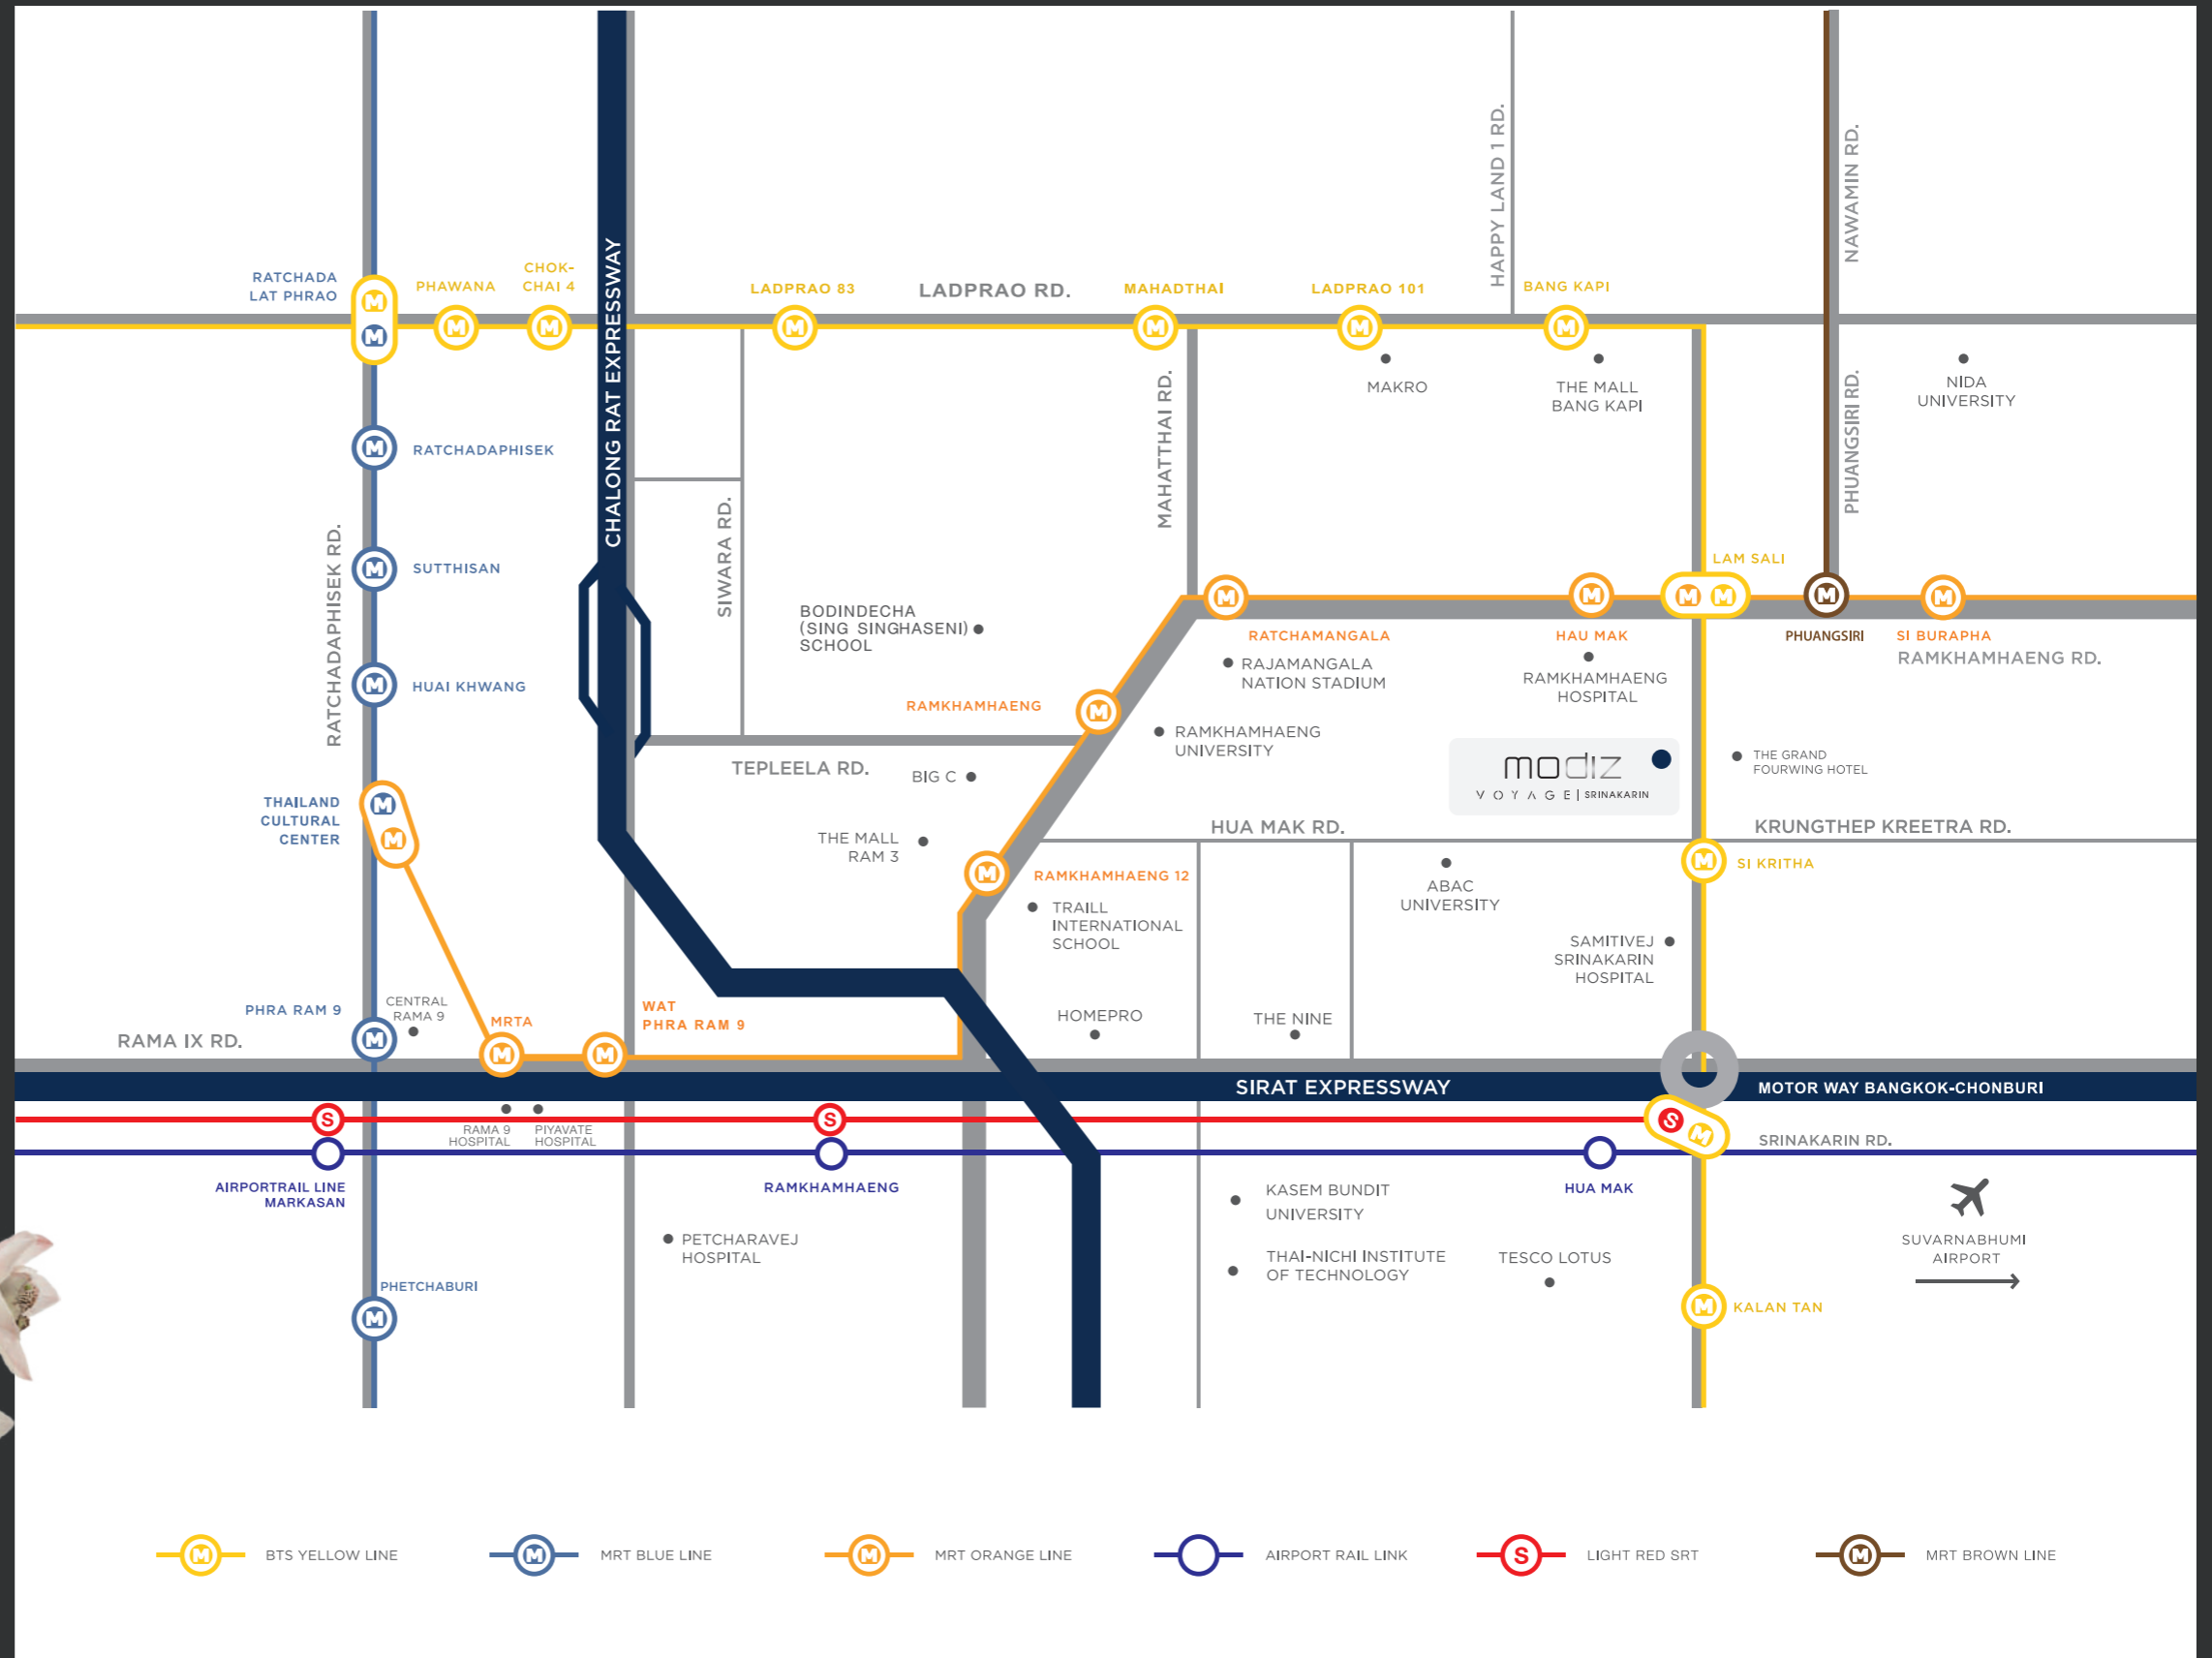 HAPPY LAND 1 RD.
NAWAMIN RD.
CHALONG RAT EXPRESSWAY
RATCHADA
LAT PHRAO
M
M
PHAWANA
M
CHOK-
CHAI 4
M
LADPRAO 83
M
LADPRAO RD.
MAHADTHAI
M
LADPRAO 101
M
BANG KAPI
M
MAKRO
THE MALL
BANG KAPI
NIDA
UNIVERSITY
MAHATTHAI RD.
PHUANGSIRI RD.
M
RATCHADAPHISEK
SIWARA RD.
RATCHADAPHISEK RD.
M
SUTTHISAN
LAM SALI
M
M
M
M
M
M
BODINDECHA
(SING SINGHASENI)
SCHOOL
RATCHAMANGALA
HAU MAK
PHUANGSIRI
SI BURAPHA
RAMKHAMHAENG RD.
RAJAMANGALA
NATION STADIUM
RAMKHAMHAENG
HOSPITAL
M
HUAI KHWANG
RAMKHAMHAENG
M
RAMKHAMHAENG
UNIVERSITY
modiz
VOYAGE | SRINAKARIN
THE GRAND
FOURWING HOTEL
TEPLEELA RD.
BIG C
THAILAND
CULTURAL
CENTER
M
M
THE MALL
RAM 3
HUA MAK RD.
KRUNGTHEP KREETRA RD.
M
SI KRITHA
M
RAMKHAMHAENG 12
ABAC
UNIVERSITY
TRAILL
INTERNATIONAL
SCHOOL
SAMITIVEJ
SRINAKARIN
HOSPITAL
PHRA RAM 9
M
CENTRAL
RAMA 9
MRTA
M
WAT
PHRA RAM 9
M
HOMEPRO
THE NINE
RAMA IX RD.
SIRAT EXPRESSWAY
MOTOR WAY BANGKOK-CHONBURI
S
S
S
M
RAMA 9
HOSPITAL
PIYAVATE
HOSPITAL
SRINAKARIN RD.
AIRPORTRAIL LINE
MARKASAN
RAMKHAMHAENG
HUA MAK
KASEM BUNDIT
UNIVERSITY
PETCHARAVEJ
HOSPITAL
SUVARNABHUMI
AIRPORT
THAI-NICHI INSTITUTE
OF TECHNOLOGY
TESCO LOTUS
PHETCHABURI
M
M
KALAN TAN
M
BTS YELLOW LINE
M
MRT BLUE LINE
M
MRT ORANGE LINE
AIRPORT RAIL LINK
S
LIGHT RED SRT
M
MRT BROWN LINE